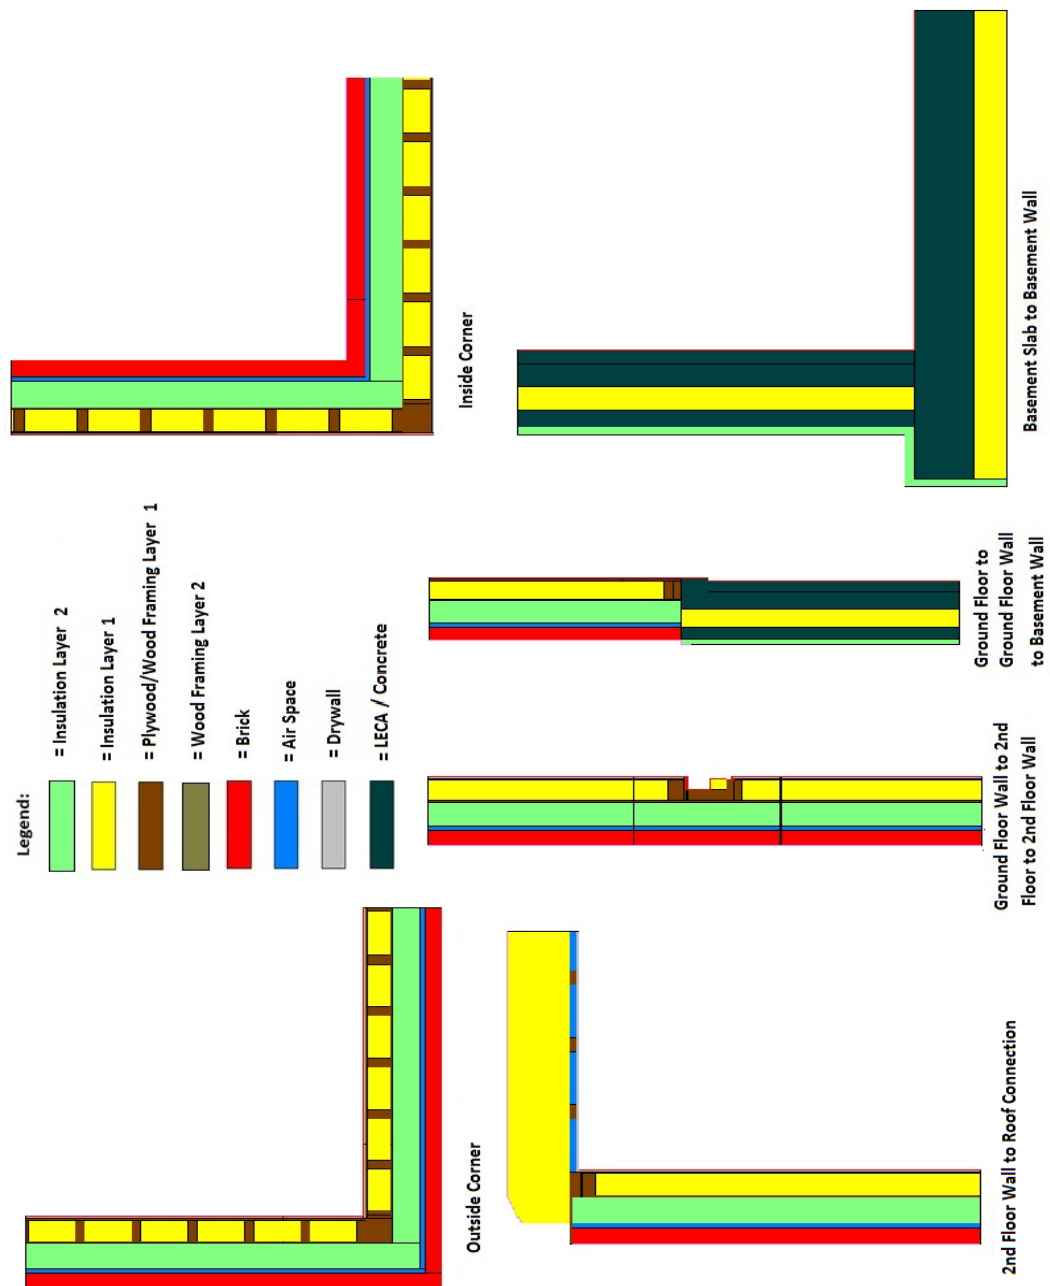 Legend:
= Insulation Layer 2
= Insulation Layer 1
= Plywood/Wood Framing Layer 1
= Wood Framing Layer 2
= Brick
= Air Space
= Drywall
= LECA / Concrete
Outside Corner
Inside Corner
2nd Floor Wall to Roof Connection
Ground Floor Wall to 2nd
Floor to 2nd Floor Wall
Ground Floor to
Ground Floor Wall
to Basement Wall
Basement Slab to Basement Wall